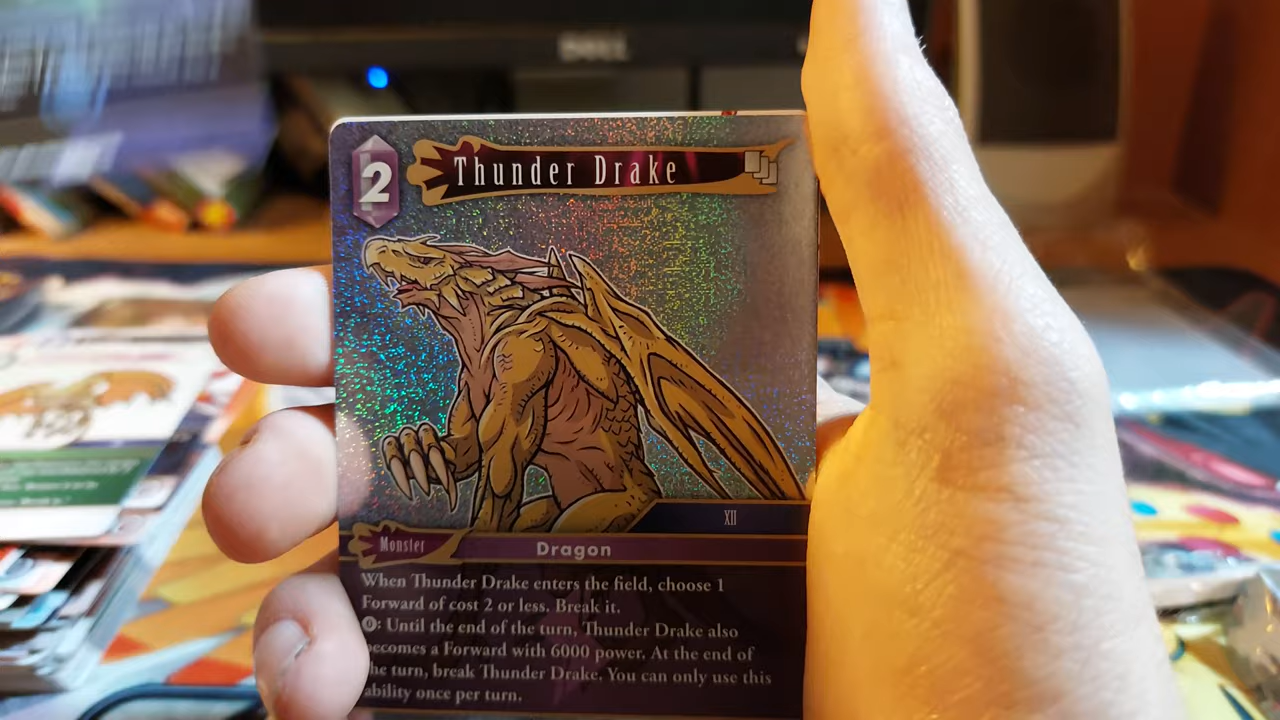 DELL
2
Thunder Drake
XII
Monster
Dragon
When Thunder Drake enters the field, choose 1
Forward of cost 2 or less. Break it.
0: Until the end of the turn, Thunder Drake also
becomes a Forward with 6000 power. At the end of
the turn, break Thunder Drake. You can only use this
ability once per turn.